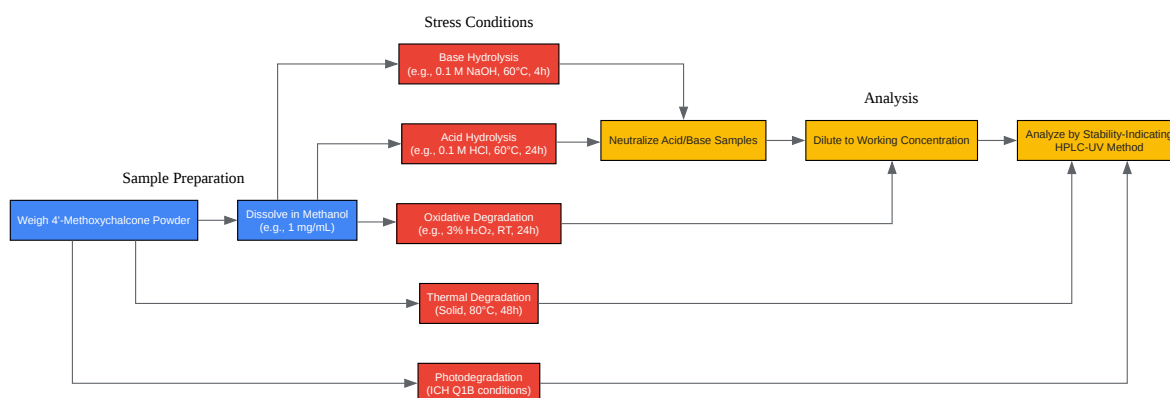 Stress Conditions
Base Hydrolysis
(e.g., 0.1 M NaOH, 60°C, 4h)
Analysis
Acid Hydrolysis
(e.g., 0.1 M HCl, 60°C, 24h)
Neutralize Acid/Base Samples
Dilute to Working Concentration
Analyze by Stability-Indicating
HPLC-UV Method
Sample Preparation
Weigh 4'-Methoxychalcone Powder
Dissolve in Methanol
(e.g., 1 mg/mL)
Oxidative Degradation
(e.g., 3% H₂O₂, RT, 24h)
Thermal Degradation
(Solid, 80°C, 48h)
Photodegradation
(ICH Q1B conditions)